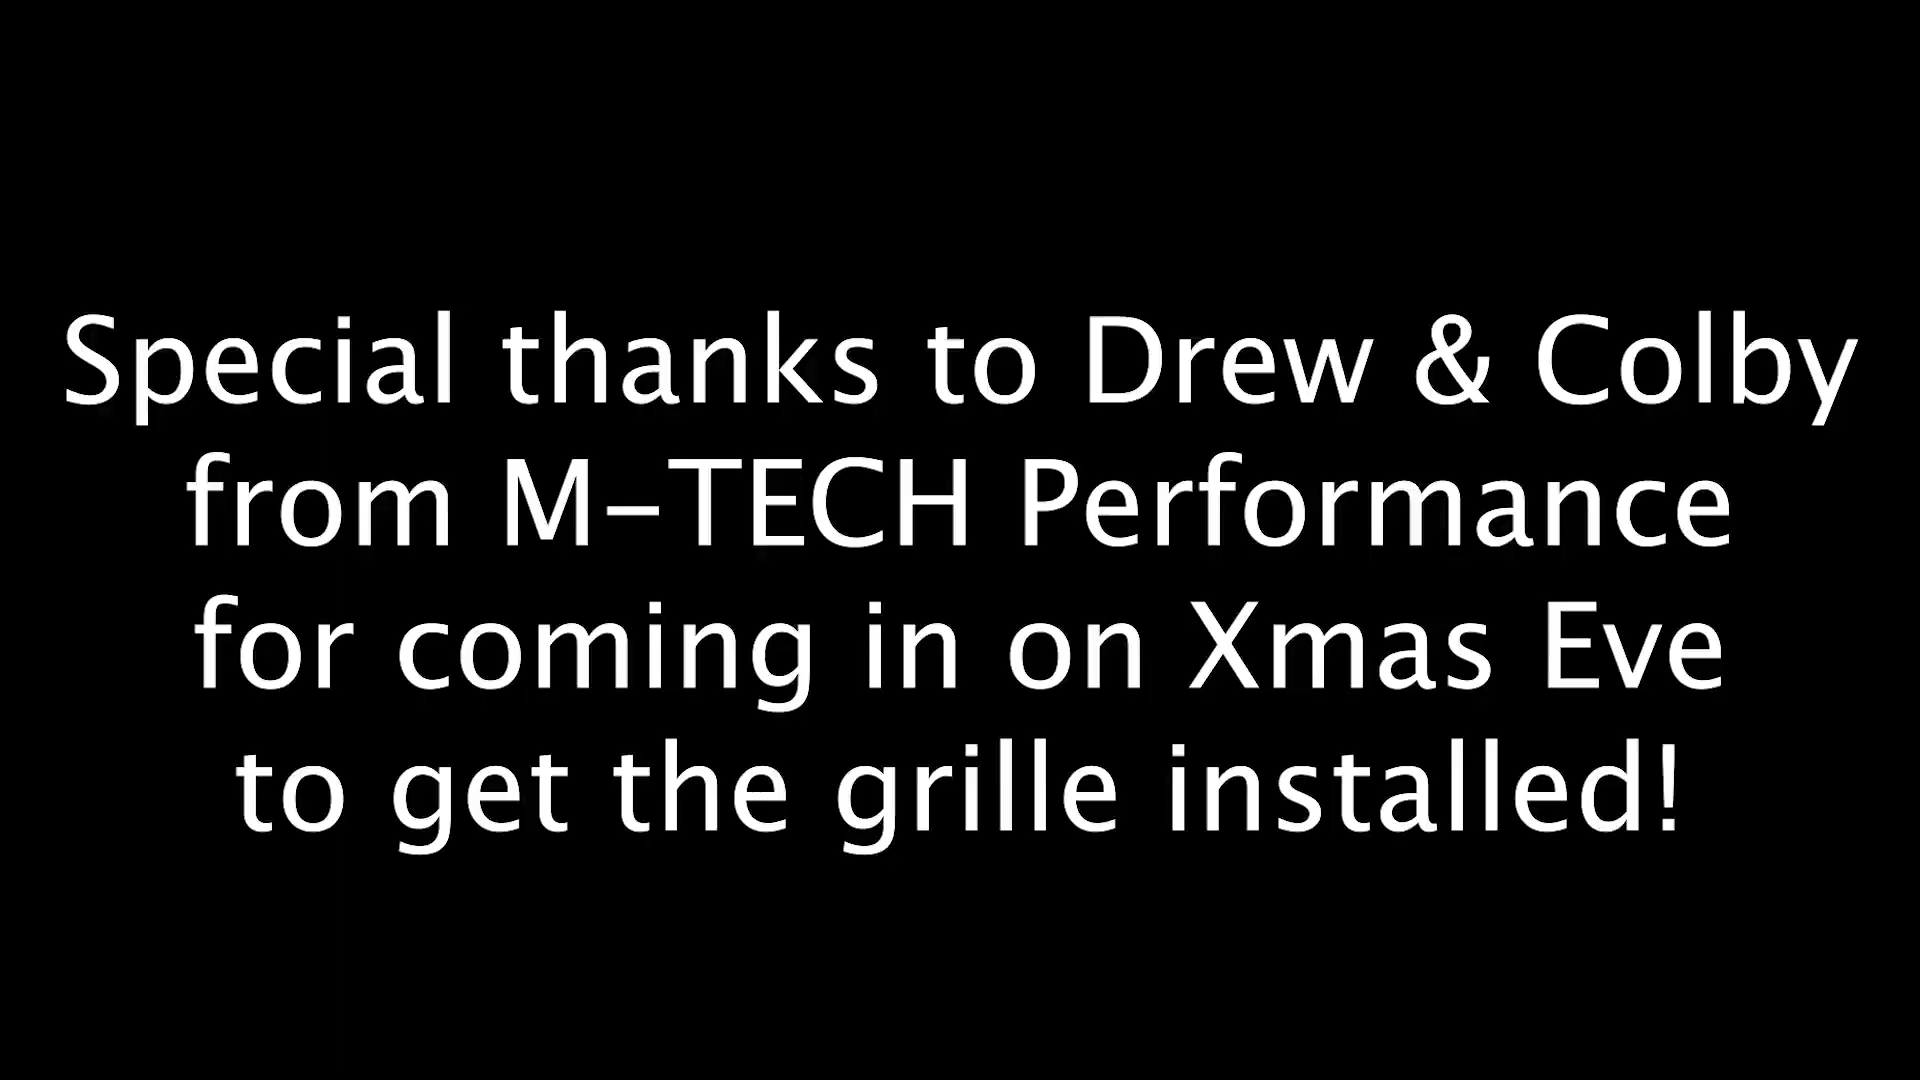 Special thanks to Drew & Colby
from M-TECH Performance
for coming in on Xmas Eve
to get the grille installed!